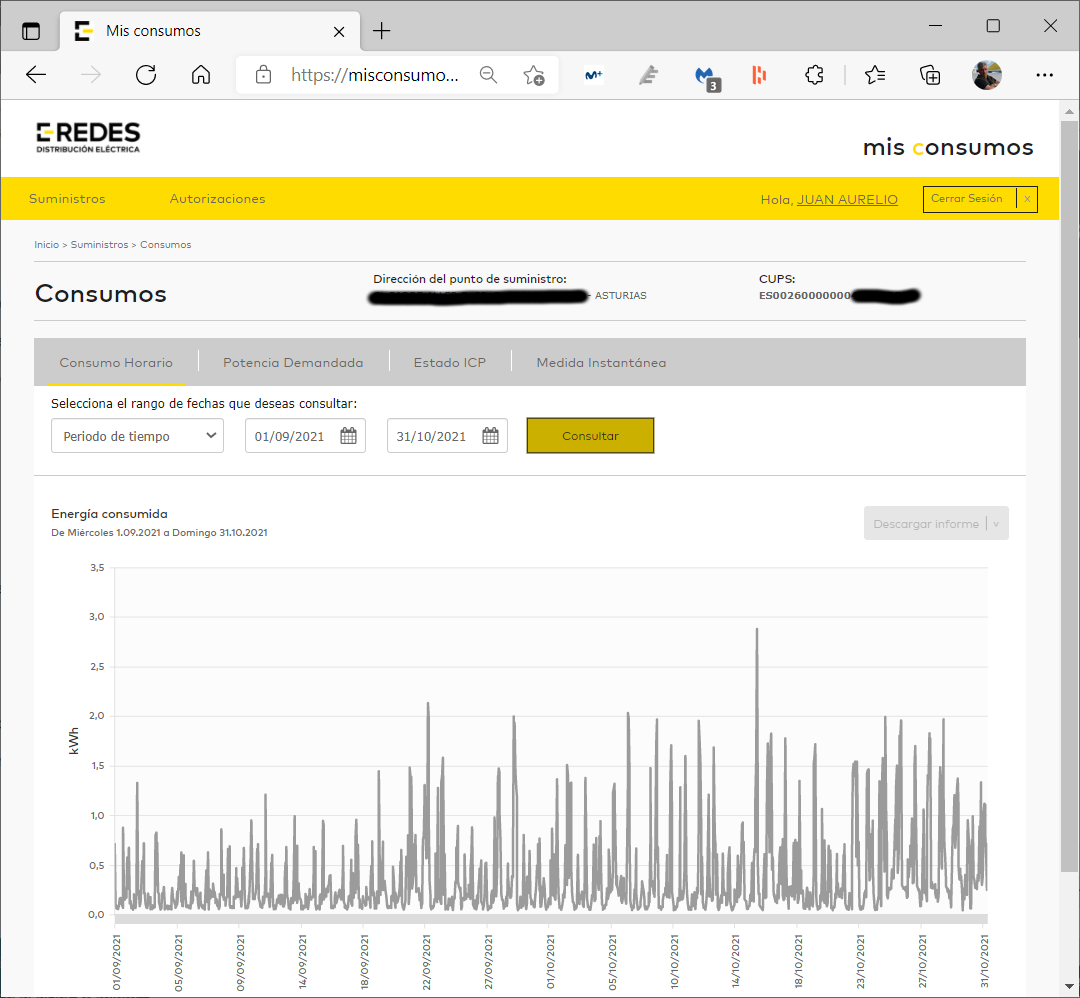 Mis consumos
https://misconsumo...
M+
3
E-REDES
DISTRIBUCIÓN ELÉCTRICA
mis consumos
Suministros Autorizaciones Hola, JUAN AURELIO Cerrar Sesión x
Inicio > Suministros > Consumos
Consumos
Dirección del punto de suministro:
ASTURIAS
CUPS:
ES00260000000
Consumo Horario Potencia Demandada Estado ICP Medida Instantánea
Selecciona el rango de fechas que deseas consultar:
Periodo de tiempo 01/09/2021 31/10/2021 Consultar
Energía consumida
De Miércoles 1.09.2021 a Domingo 31.10.2021
Descargar informe v
3,5
3,0
2,5
2,0
kWh
1,5
1,0
0,5
0,0
01/09/2021 05/09/2021 09/09/2021 14/09/2021 18/09/2021 22/09/2021 27/09/2021 01/10/2021 05/10/2021 10/10/2021 14/10/2021 18/10/2021 23/10/2021 27/10/2021 31/10/2021